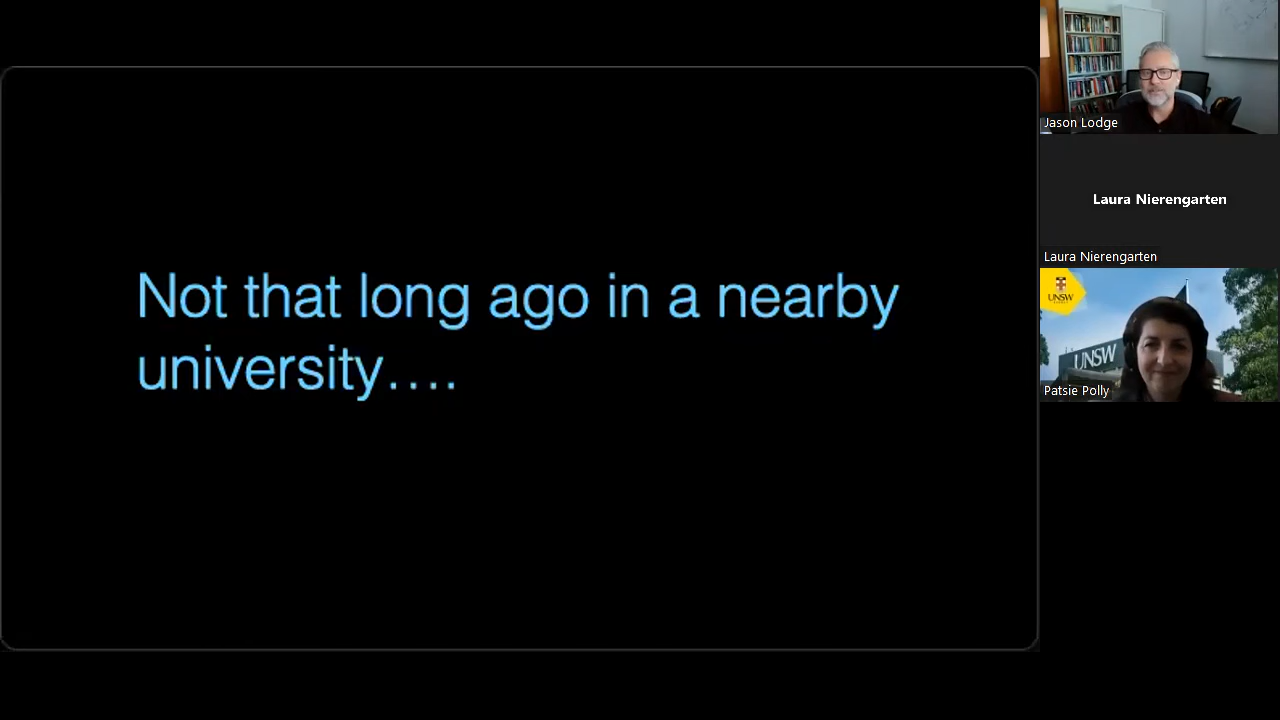 Not that long ago in a nearby
university….
Jason Lodge
Laura Nierengarten
Laura Nierengarten
UNSW
UNSW
Patsie Polly